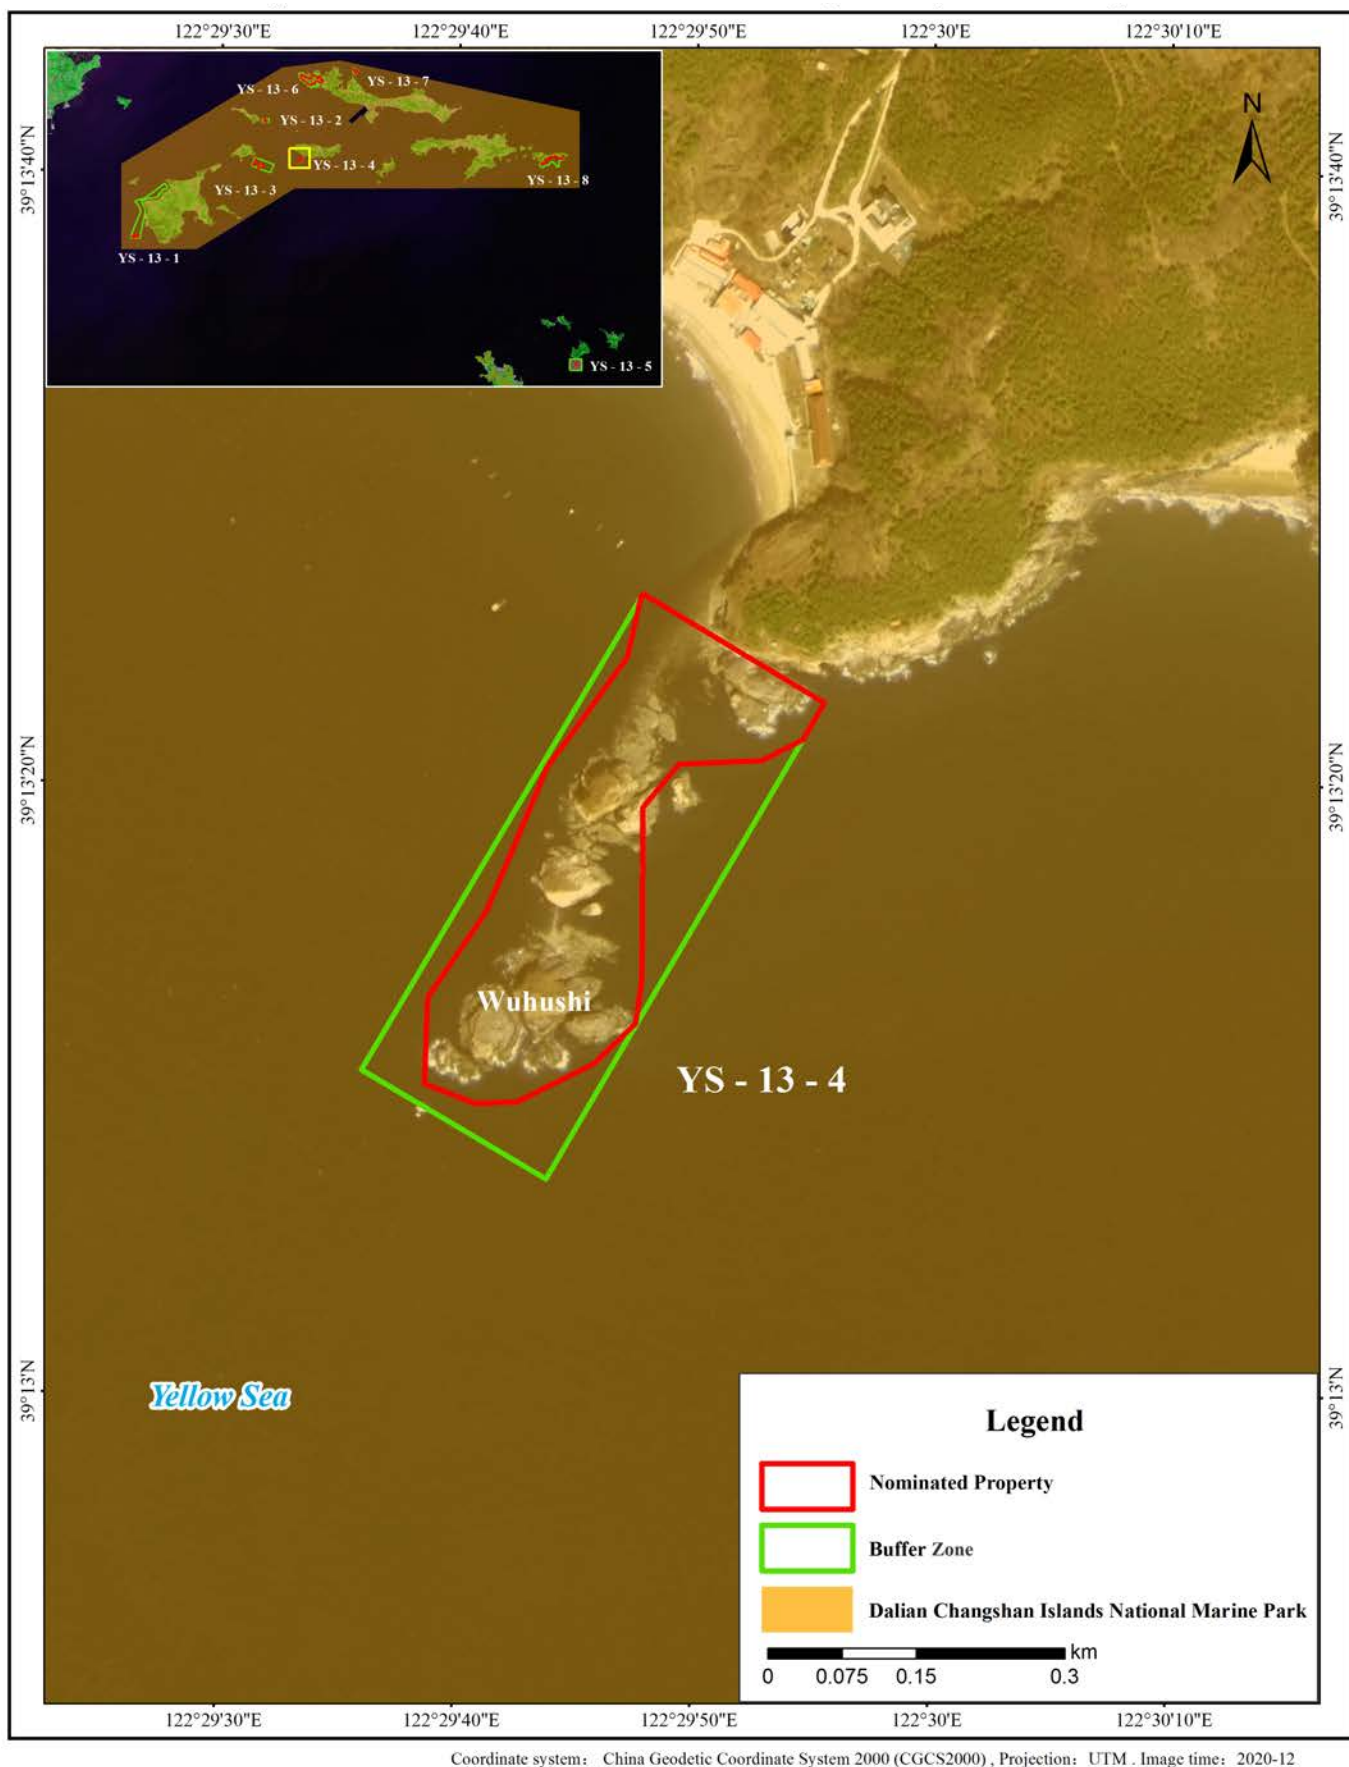 122°29'30"E 122°29'40"E 122°29'50"E 122°30'E 122°30'10"E
39°13'40"N
39°13'40"N
N
YS - 13 - 6
YS - 13 - 7
YS - 13 - 2
YS - 13 - 4
YS - 13 - 3
YS - 13 - 8
YS - 13 - 1
YS - 13 - 5
39°13'20"N
39°13'20"N
Wuhushi
YS - 13 - 4
39°13'N
39°13'N
Yellow Sea
Legend
Nominated Property
Buffer Zone
Dalian Changshan Islands National Marine Park
km
0 0.075 0.15 0.3
122°29'30"E 122°29'40"E 122°29'50"E 122°30'E 122°30'10"E
Coordinate system: China Geodetic Coordinate System 2000 (CGCS2000) , Projection: UTM . Image time: 2020-12